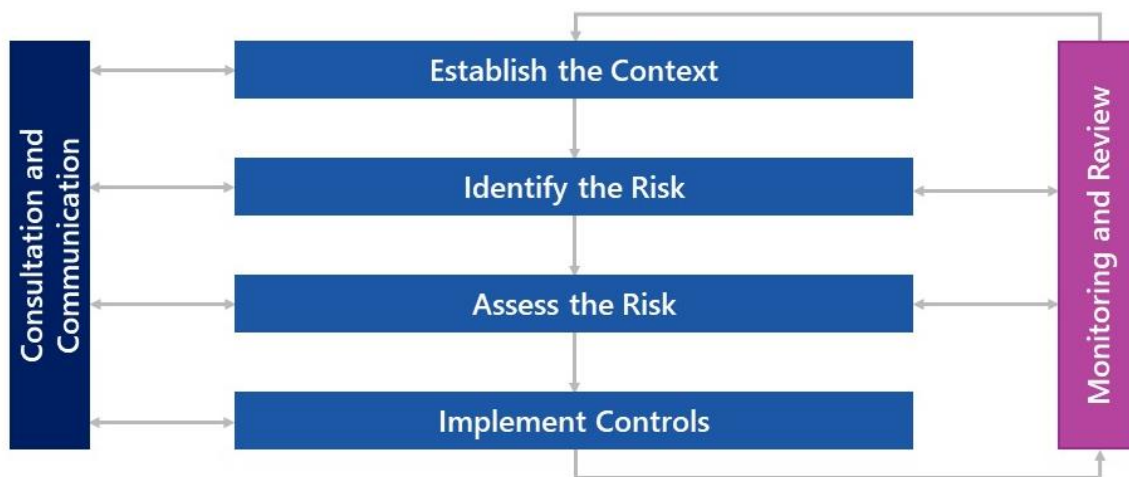 Consultation and
Communication
Establish the Context
Identify the Risk
Assess the Risk
Implement Controls
Monitoring and Review